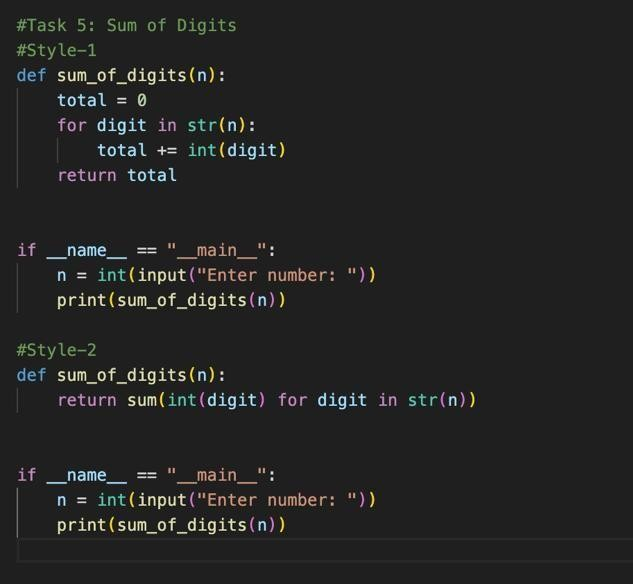 #Task 5: Sum of Digits
#Style-1
def sum_of_digits(n):
    total = 0
    for digit in str(n):
        total += int(digit)
    return total
if __name__ == "__main__":
    n = int(input("Enter number: "))
    print(sum_of_digits(n))
#Style-2
def sum_of_digits(n):
    return sum(int(digit) for digit in str(n))
if __name__ == "__main__":
    n = int(input("Enter number: "))
    print(sum_of_digits(n))